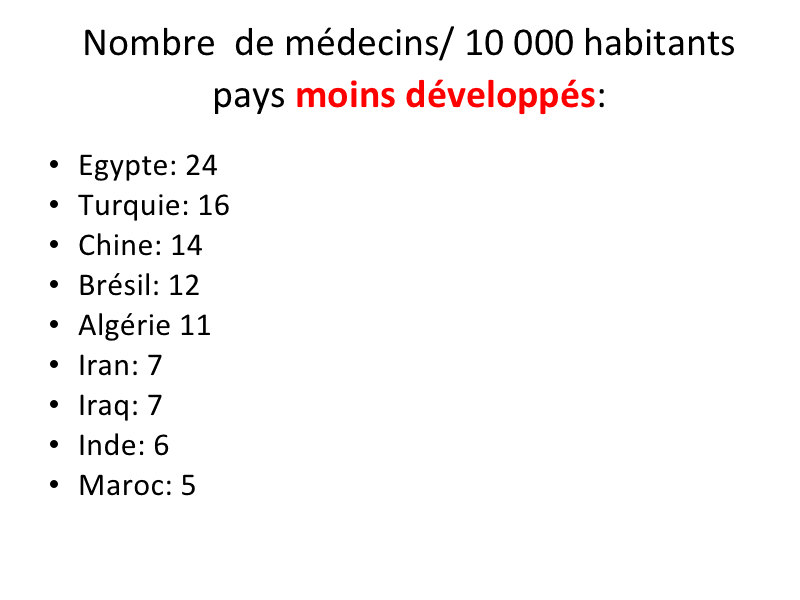 Nombre  de médecins/ 10 000 habitants
pays moins développés:
• Egypte: 24
• Turquie: 16
• Chine: 14
• Brésil: 12
• Algérie 11
• Iran: 7
• Iraq: 7
• Inde: 6
• Maroc: 5